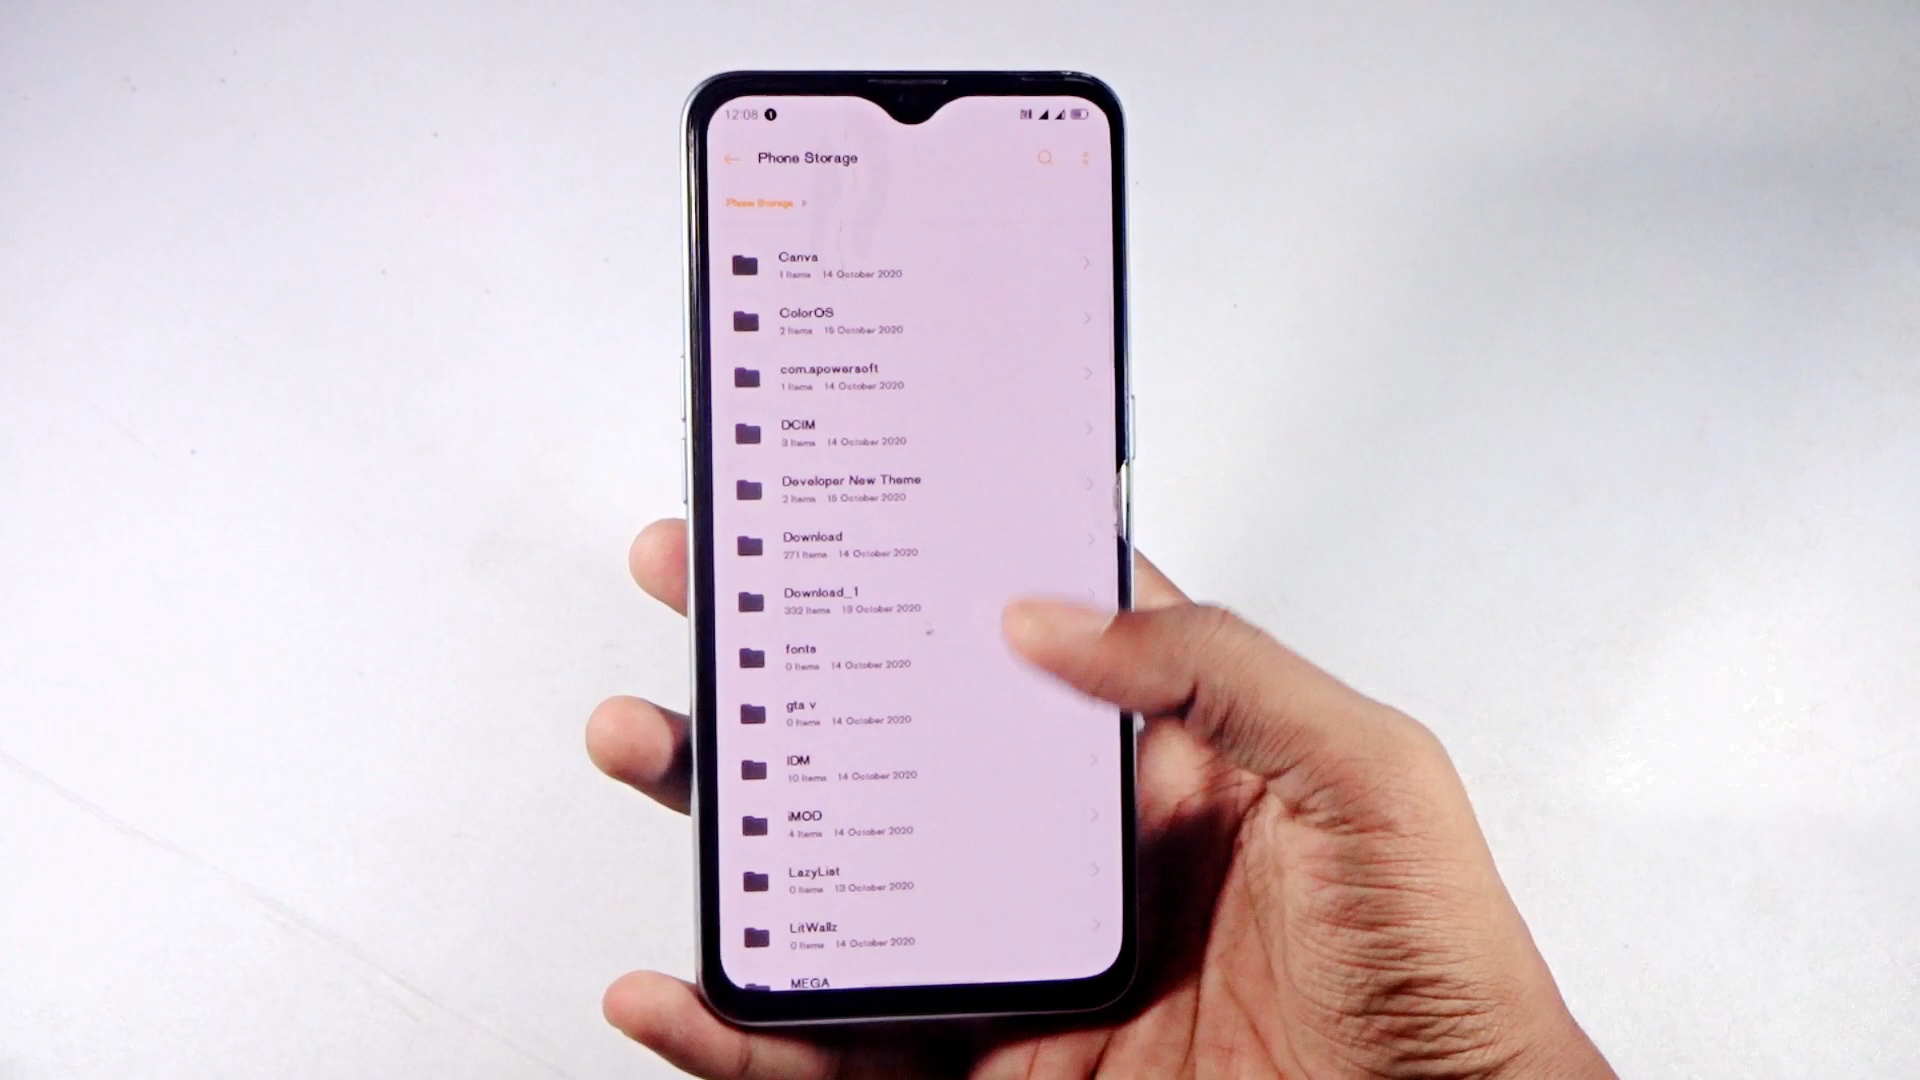 12:08
Phone Storage
Phone Storage >
Canva
1 Items 14 October 2020
ColorOS
2 Items 15 October 2020
com.apowersoft
1 Items 14 October 2020
DCIM
3 Items 14 October 2020
Developer New Theme
2 Items 15 October 2020
Download
271 Items 14 October 2020
Download_1
332 Items 13 October 2020
fonts
0 Items 14 October 2020
gta v
0 Items 14 October 2020
IDM
10 Items 14 October 2020
iMOD
4 Items 14 October 2020
LazyList
0 Items 13 October 2020
LitWallz
0 Items 14 October 2020
MEGA